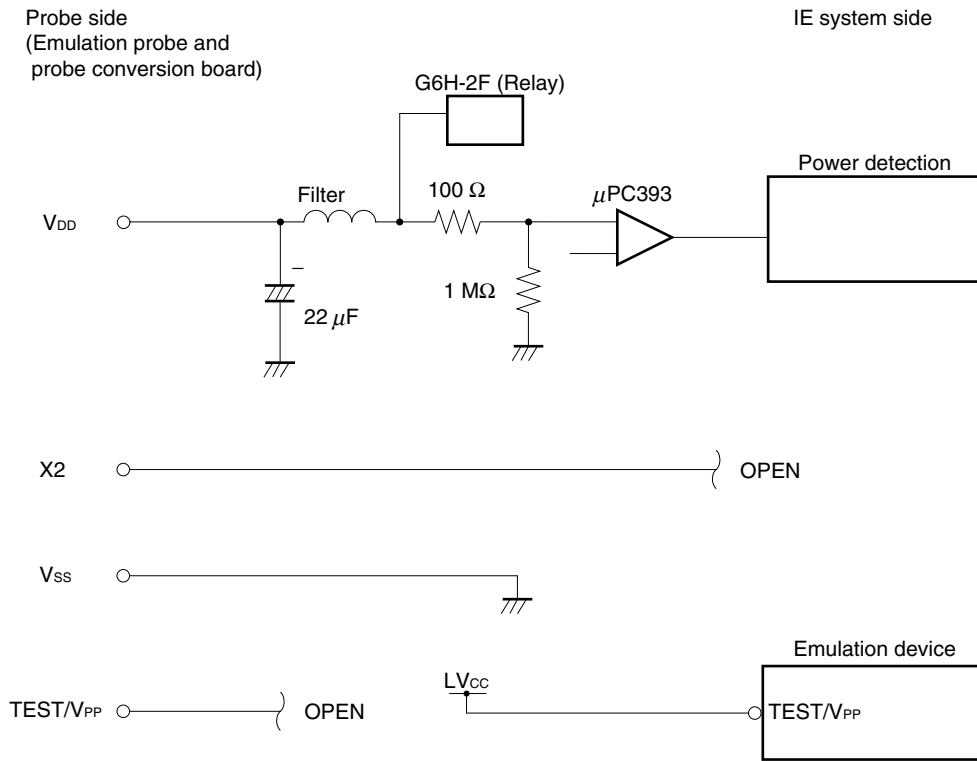 Probe side
(Emulation probe and
probe conversion board)
IE system side
G6H-2F (Relay)
Power detection
Filter
100 Ω
μPC393
VDD
–
1 MΩ
22 μF
X2
OPEN
VSS
Emulation device
LVCC
TEST/VPP
OPEN
TEST/VPP